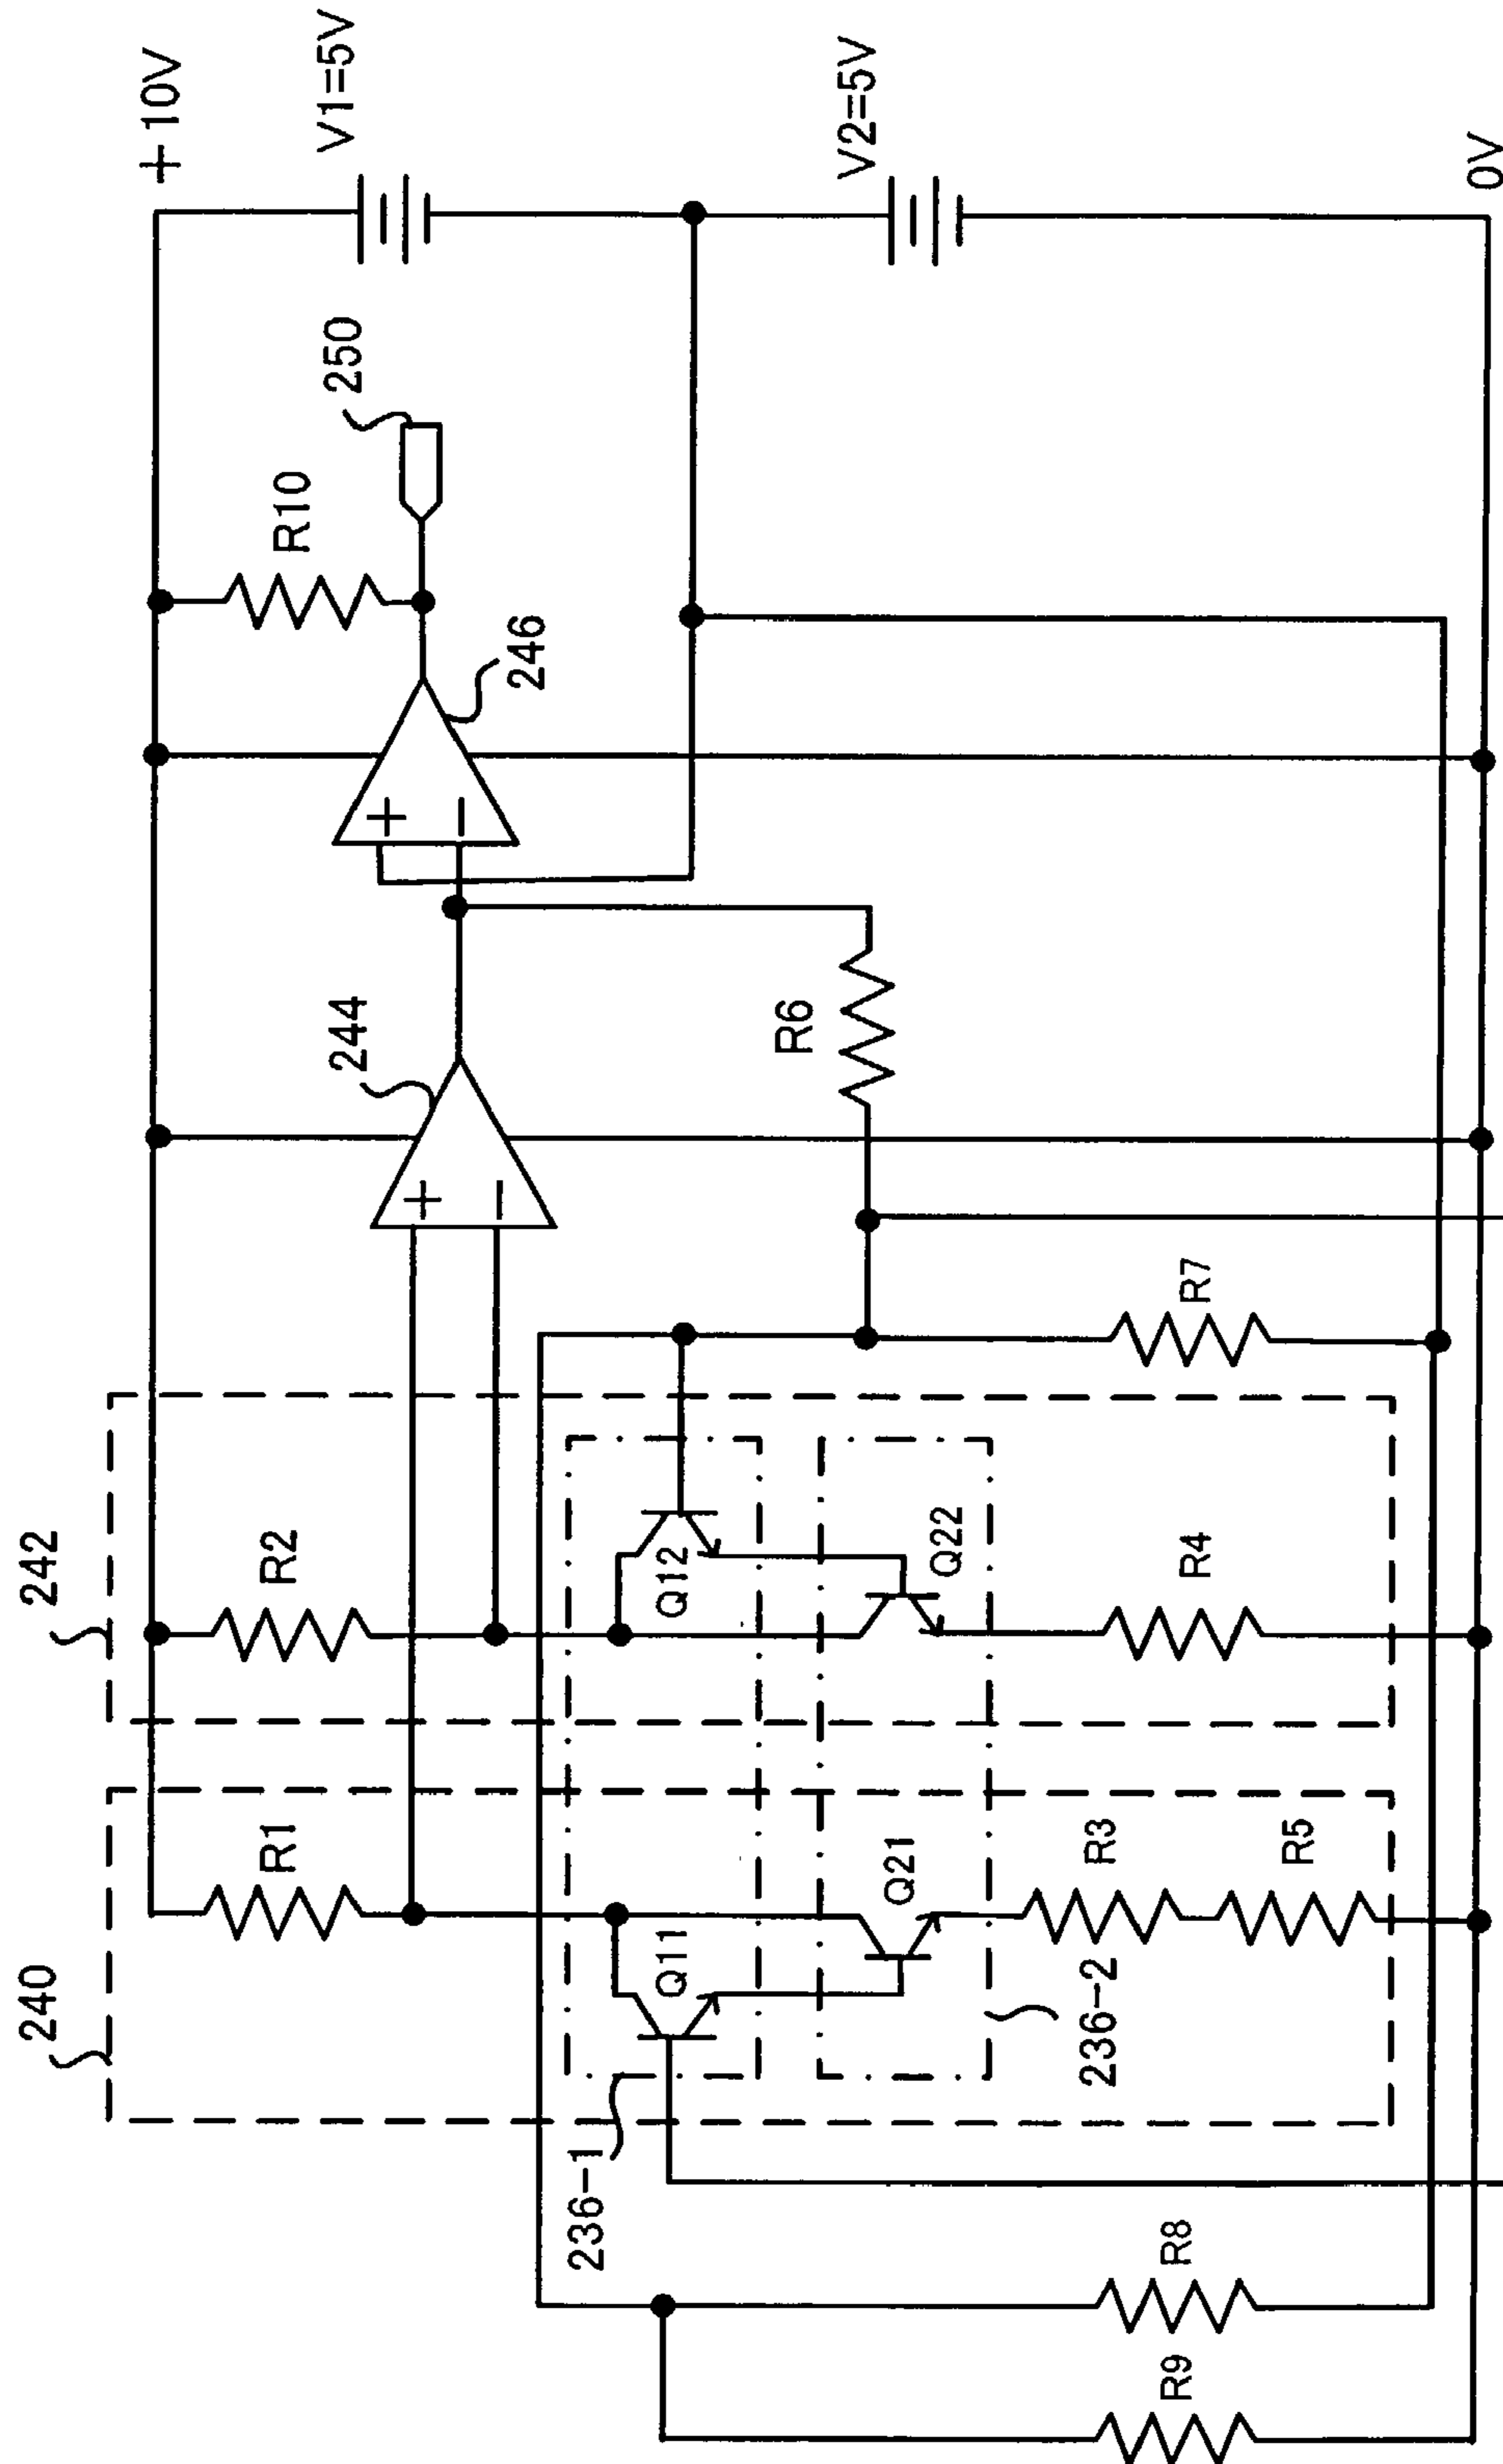 240
242
244
246
250
+10V
V1=5V
V2=5V
0V
R1
R2
R10
+
−
+
−
Q11
Q12
236-1
Q21
Q22
236-2
R3
R5
R4
R6
R7
R8
R9